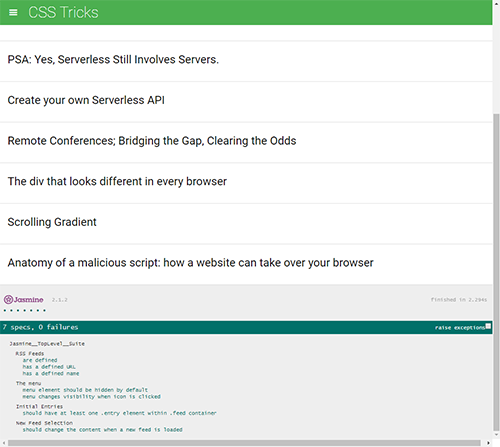 CSS Tricks
PSA: Yes, Serverless Still Involves Servers.
Create your own Serverless API
Remote Conferences; Bridging the Gap, Clearing the Odds
The div that looks different in every browser
Scrolling Gradient
Anatomy of a malicious script: how a website can take over your browser
Jasmine 2.1.2 finished in 2.294s
7 specs, 0 failures raise exceptions
Jasmine__TopLevel__Suite
RSS Feeds
are defined
has a defined URL
has a defined name
The menu
menu element should be hidden by default
menu changes visibility when icon is clicked
Initial Entries
should have at least one .entry element within .feed container
New Feed Selection
should change the content when a new feed is loaded